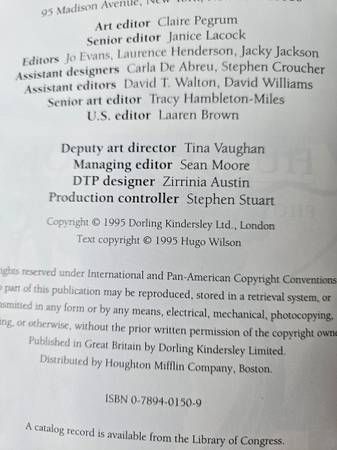 95 Madison Avenue, New
Art editor Claire Pegrum
Senior editor Janice Lacock
Editors Jo Evans, Laurence Henderson, Jacky Jackson
Assistant designers Carla De Abreu, Stephen Croucher
Assistant editors David T. Walton, David Williams
Senior art editor Tracy Hambleton-Miles
U.S. editor Laaren Brown
Deputy art director Tina Vaughan
Managing editor Sean Moore
DTP designer Zirrinia Austin
Production controller Stephen Stuart
Copyright © 1995 Dorling Kindersley Ltd., London
Text copyright © 1995 Hugo Wilson
ghts reserved under International and Pan-American Copyright Conventions.
part of this publication may be reproduced, stored in a retrieval system, or
nsmitted in any form or by any means, electrical, mechanical, photocopying,
ing, or otherwise, without the prior written permission of the copyright owne
Published in Great Britain by Dorling Kindersley Limited.
Distributed by Houghton Mifflin Company, Boston.
ISBN 0-7894-0150-9
A catalog record is available from the Library of Congress.